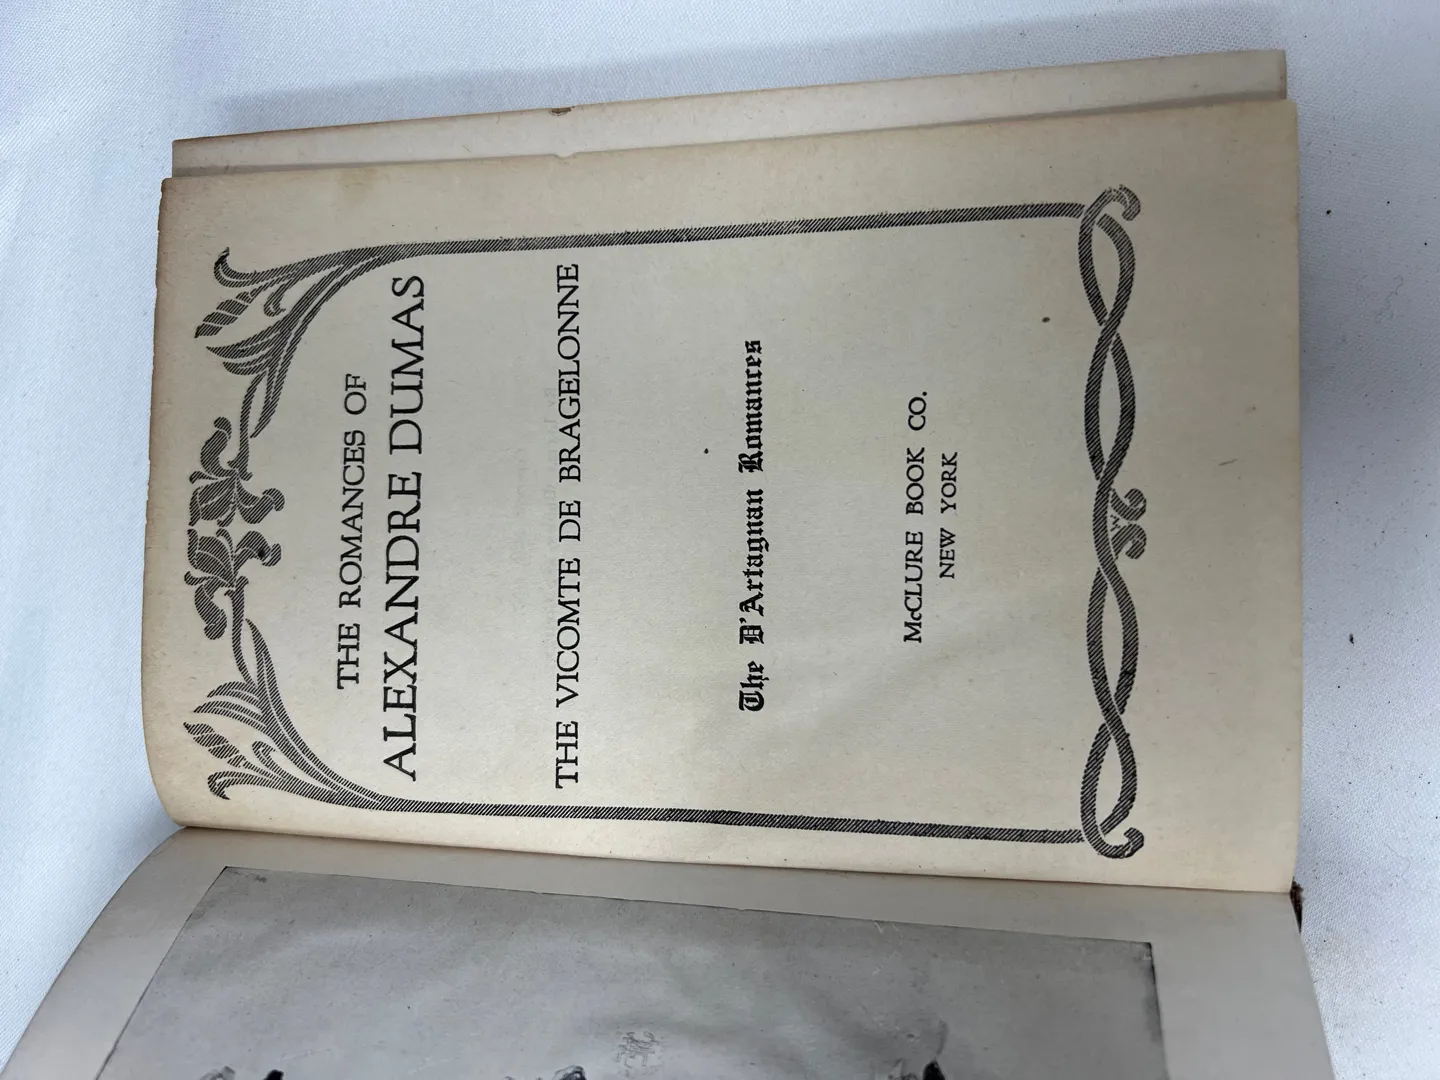 THE ROMANCES OF
ALEXANDRE DUMAS
THE VICOMTE DE BRAGELONNE
The D'Artagnan Romances
McCLURE BOOK CO.
NEW YORK